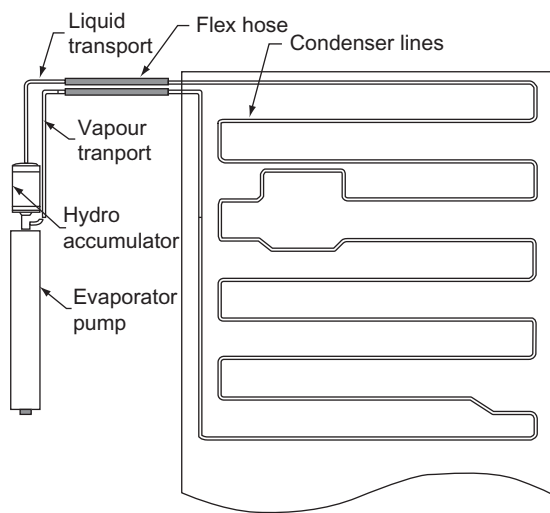 Liquid
transport
Flex hose
Condenser lines
Vapour
tranport
Hydro
accumulator
Evaporator
pump